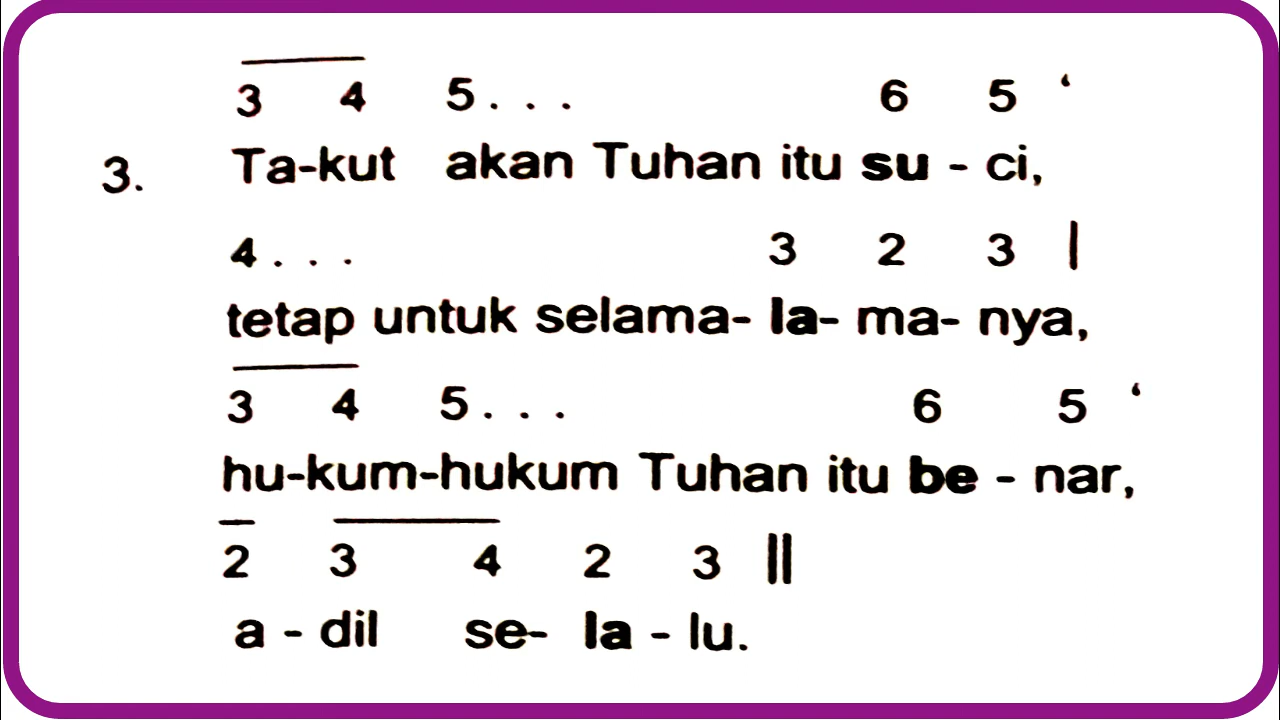 3 4 5 . . . 6 5 ‘
3. Ta-kut akan Tuhan itu su - ci,
4 . . . 3 2 3 |
tetap untuk selama- la- ma- nya,
3 4 5 . . . 6 5 ‘
hu-kum-hukum Tuhan itu be - nar,
2 3 4 2 3 ||
a - dil se- la - lu.